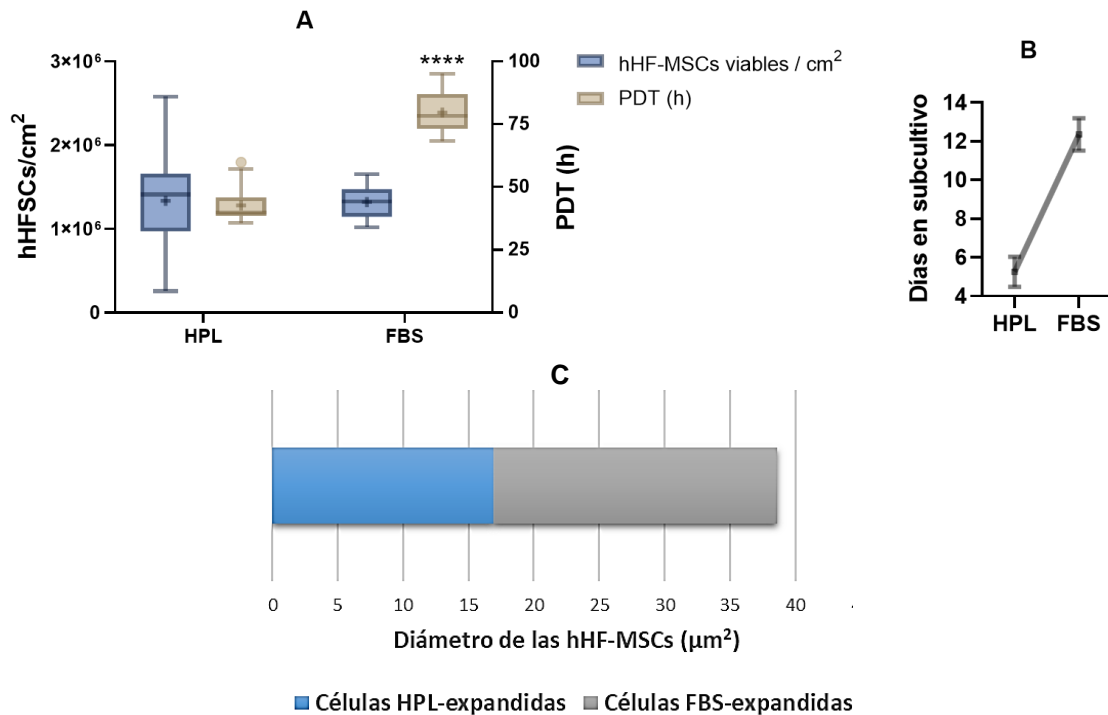 A
hHFSCs/cm²
3×10⁶
2×10⁶
1×10⁶
0
HPL
FBS
****
100
75
50
25
0
PDT (h)
hHF-MSCs viables / cm²
PDT (h)
B
Días en subcultivo
14
12
10
8
6
4
HPL FBS
C
0 5 10 15 20 25 30 35 40
Diámetro de las hHF-MSCs (µm²)
Células HPL-expandidas Células FBS-expandidas